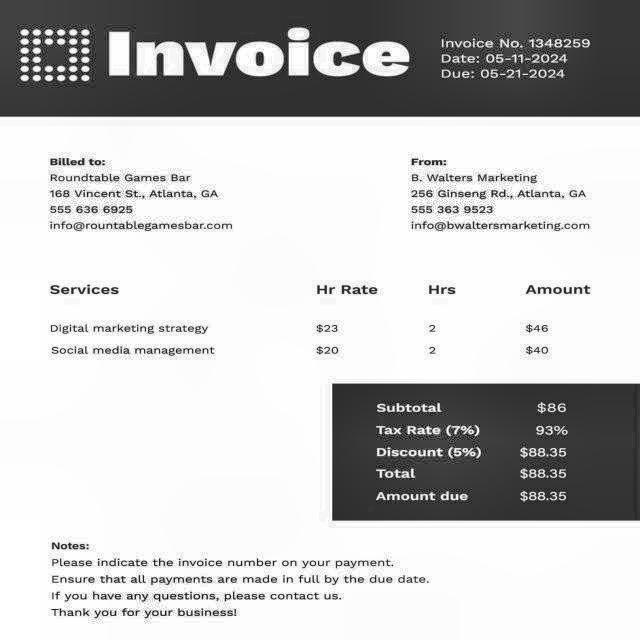 Invoice
Invoice No. 1348259
Date: 05-11-2024
Due: 05-21-2024
Billed to:
Roundtable Games Bar
168 Vincent St., Atlanta, GA
555 636 6925
info@rountablegamesbar.com
From:
B. Walters Marketing
256 Ginseng Rd., Atlanta, GA
555 363 9523
info@bwaltersmarketing.com
Services Hr Rate Hrs Amount
Digital marketing strategy $23 2 $46
Social media management $20 2 $40
Subtotal $86
Tax Rate (7%) 93%
Discount (5%) $88.35
Total $88.35
Amount due $88.35
Notes:
Please indicate the invoice number on your payment.
Ensure that all payments are made in full by the due date.
If you have any questions, please contact us.
Thank you for your business!